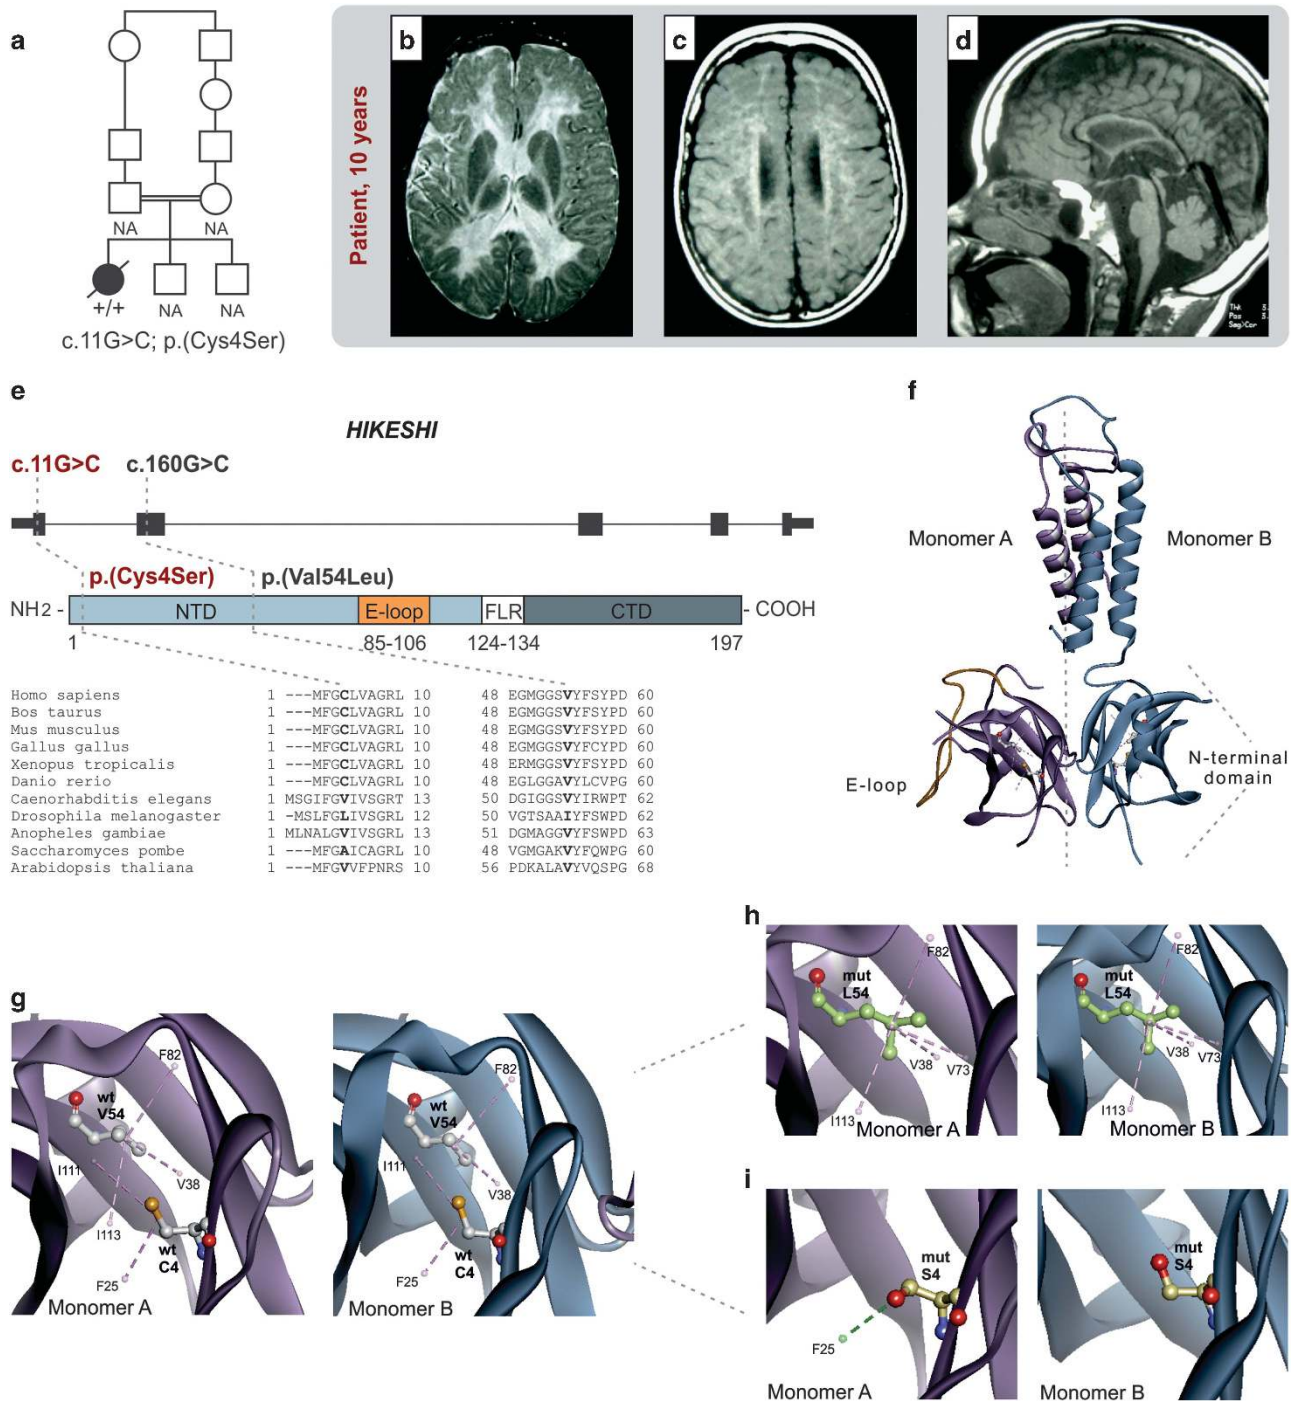 a
NA NA
+/+ NA NA
c.11G>C; p.(Cys4Ser)
Patient, 10 years
b
c
d
Thk 3.
Pos 3.
Sag>Cor
e
HIKESHI
c.11G>C c.160G>C
p.(Cys4Ser) p.(Val54Leu)
NH2 - NTD E-loop FLR CTD - COOH
1 85-106 124-134 197
Homo sapiens 1 ---MFGCLVAGRL 10 48 EGMGGSVYFSYPD 60
Bos taurus 1 ---MFGCLVAGRL 10 48 EGMGGSVYFSYPD 60
Mus musculus 1 ---MFGCLVAGRL 10 48 EGMGGSVYFSYPD 60
Gallus gallus 1 ---MFGCLVAGRL 10 48 EGMGGSVYFCYPD 60
Xenopus tropicalis 1 ---MFGCLVAGRL 10 48 ERMGGSVYFSYPD 60
Danio rerio 1 ---MFGCLVAGRL 10 48 EGLGGAVYLCVPG 60
Caenorhabditis elegans 1 MSGIFGVIVSGRT 13 50 DGIGGSVYIRWPT 62
Drosophila melanogaster 1 -MSLFGLIVSGRL 12 50 VGTSAAIYFSWPD 62
Anopheles gambiae 1 MLNALGVIVSGRL 13 51 DGMAGGVYFSWPD 63
Saccharomyces pombe 1 ---MFGAICAGRL 10 48 VGMGAKVYFQWPG 60
Arabidopsis thaliana 1 ---MFGVVFPNRS 10 56 PDKALAVYVQSPG 68
f
Monomer A
Monomer B
E-loop
N-terminal
domain
g
F82
wt
V54
I111
V38
I113
wt
C4
F25
Monomer A
F82
wt
V54
I111
V38
wt
C4
F25
Monomer B
h
F82
mut
L54
V38
V73
I113
Monomer A
F82
mut
L54
V38
V73
I113
Monomer B
i
mut
S4
F25
Monomer A
mut
S4
Monomer B